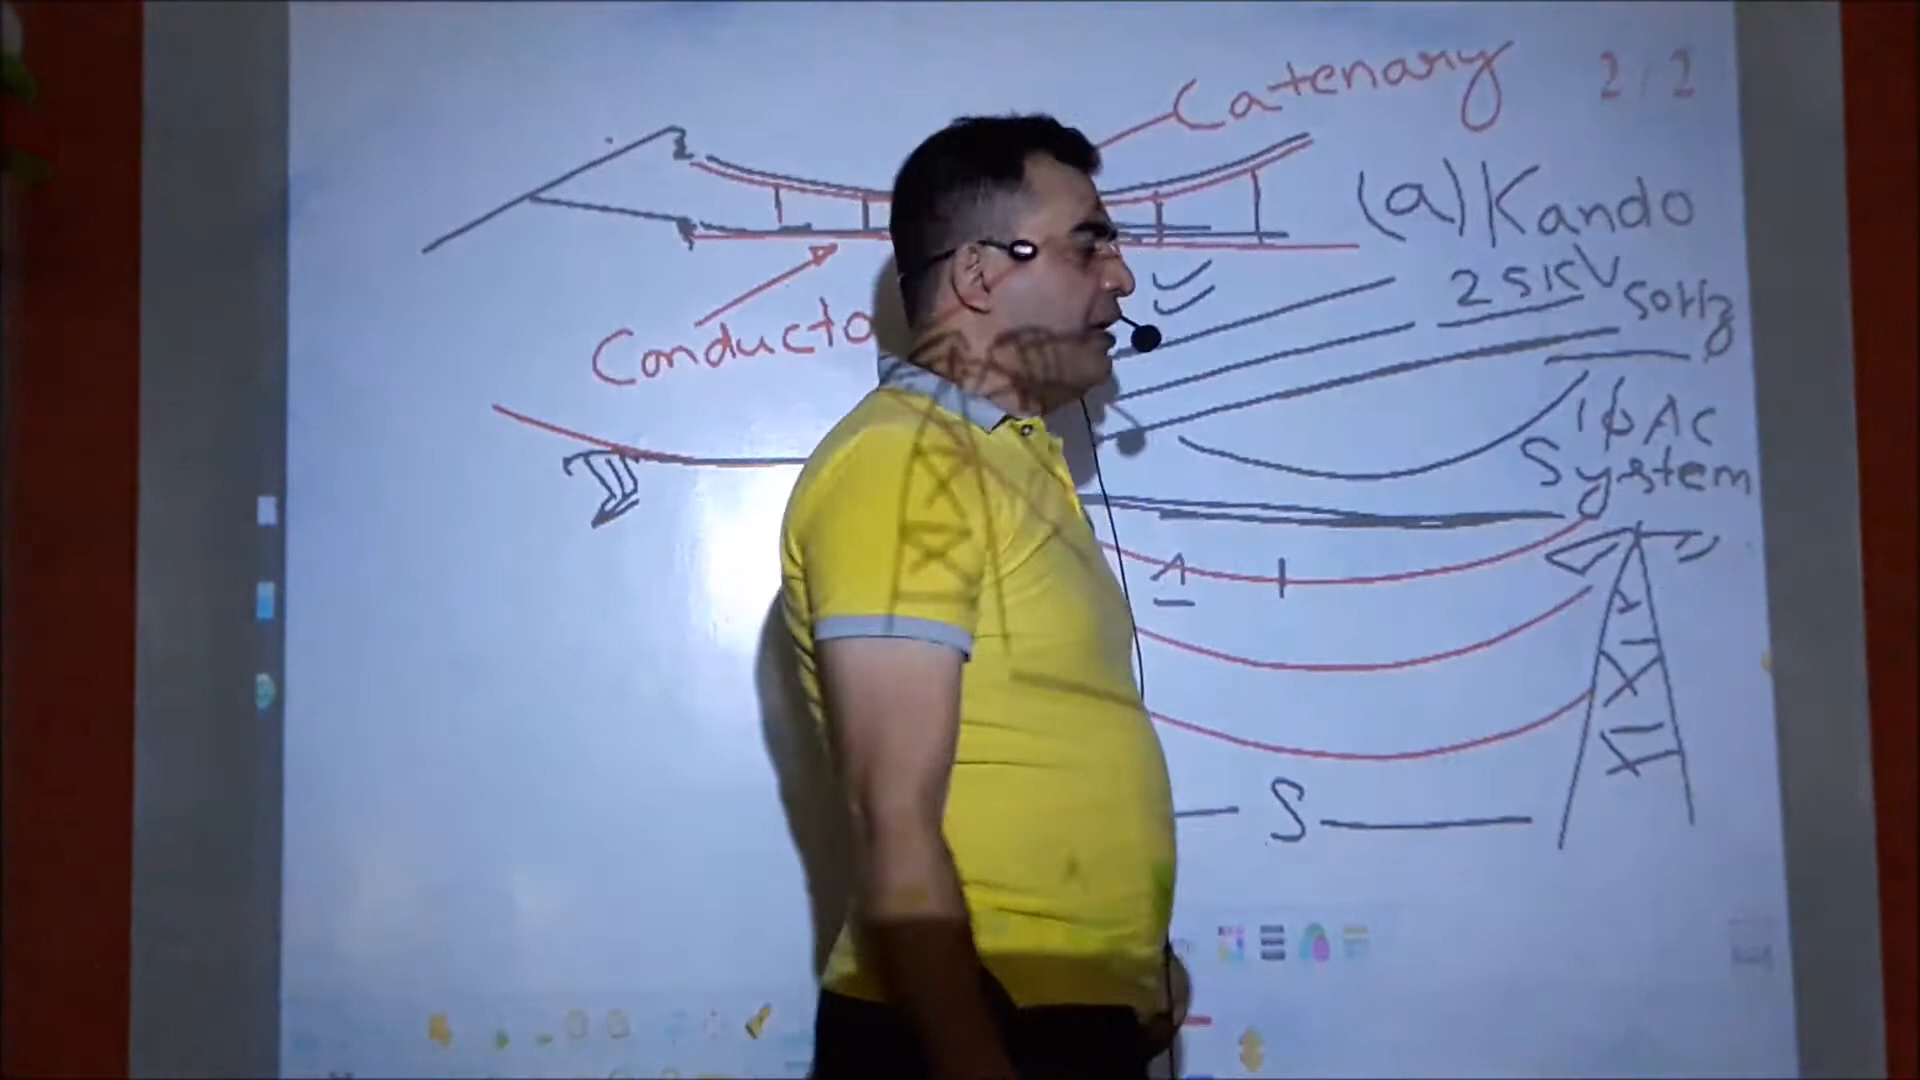 Catenary
2/2
(a) Kando
25KV
50Hz
Conducto
1ϕAC
System
S